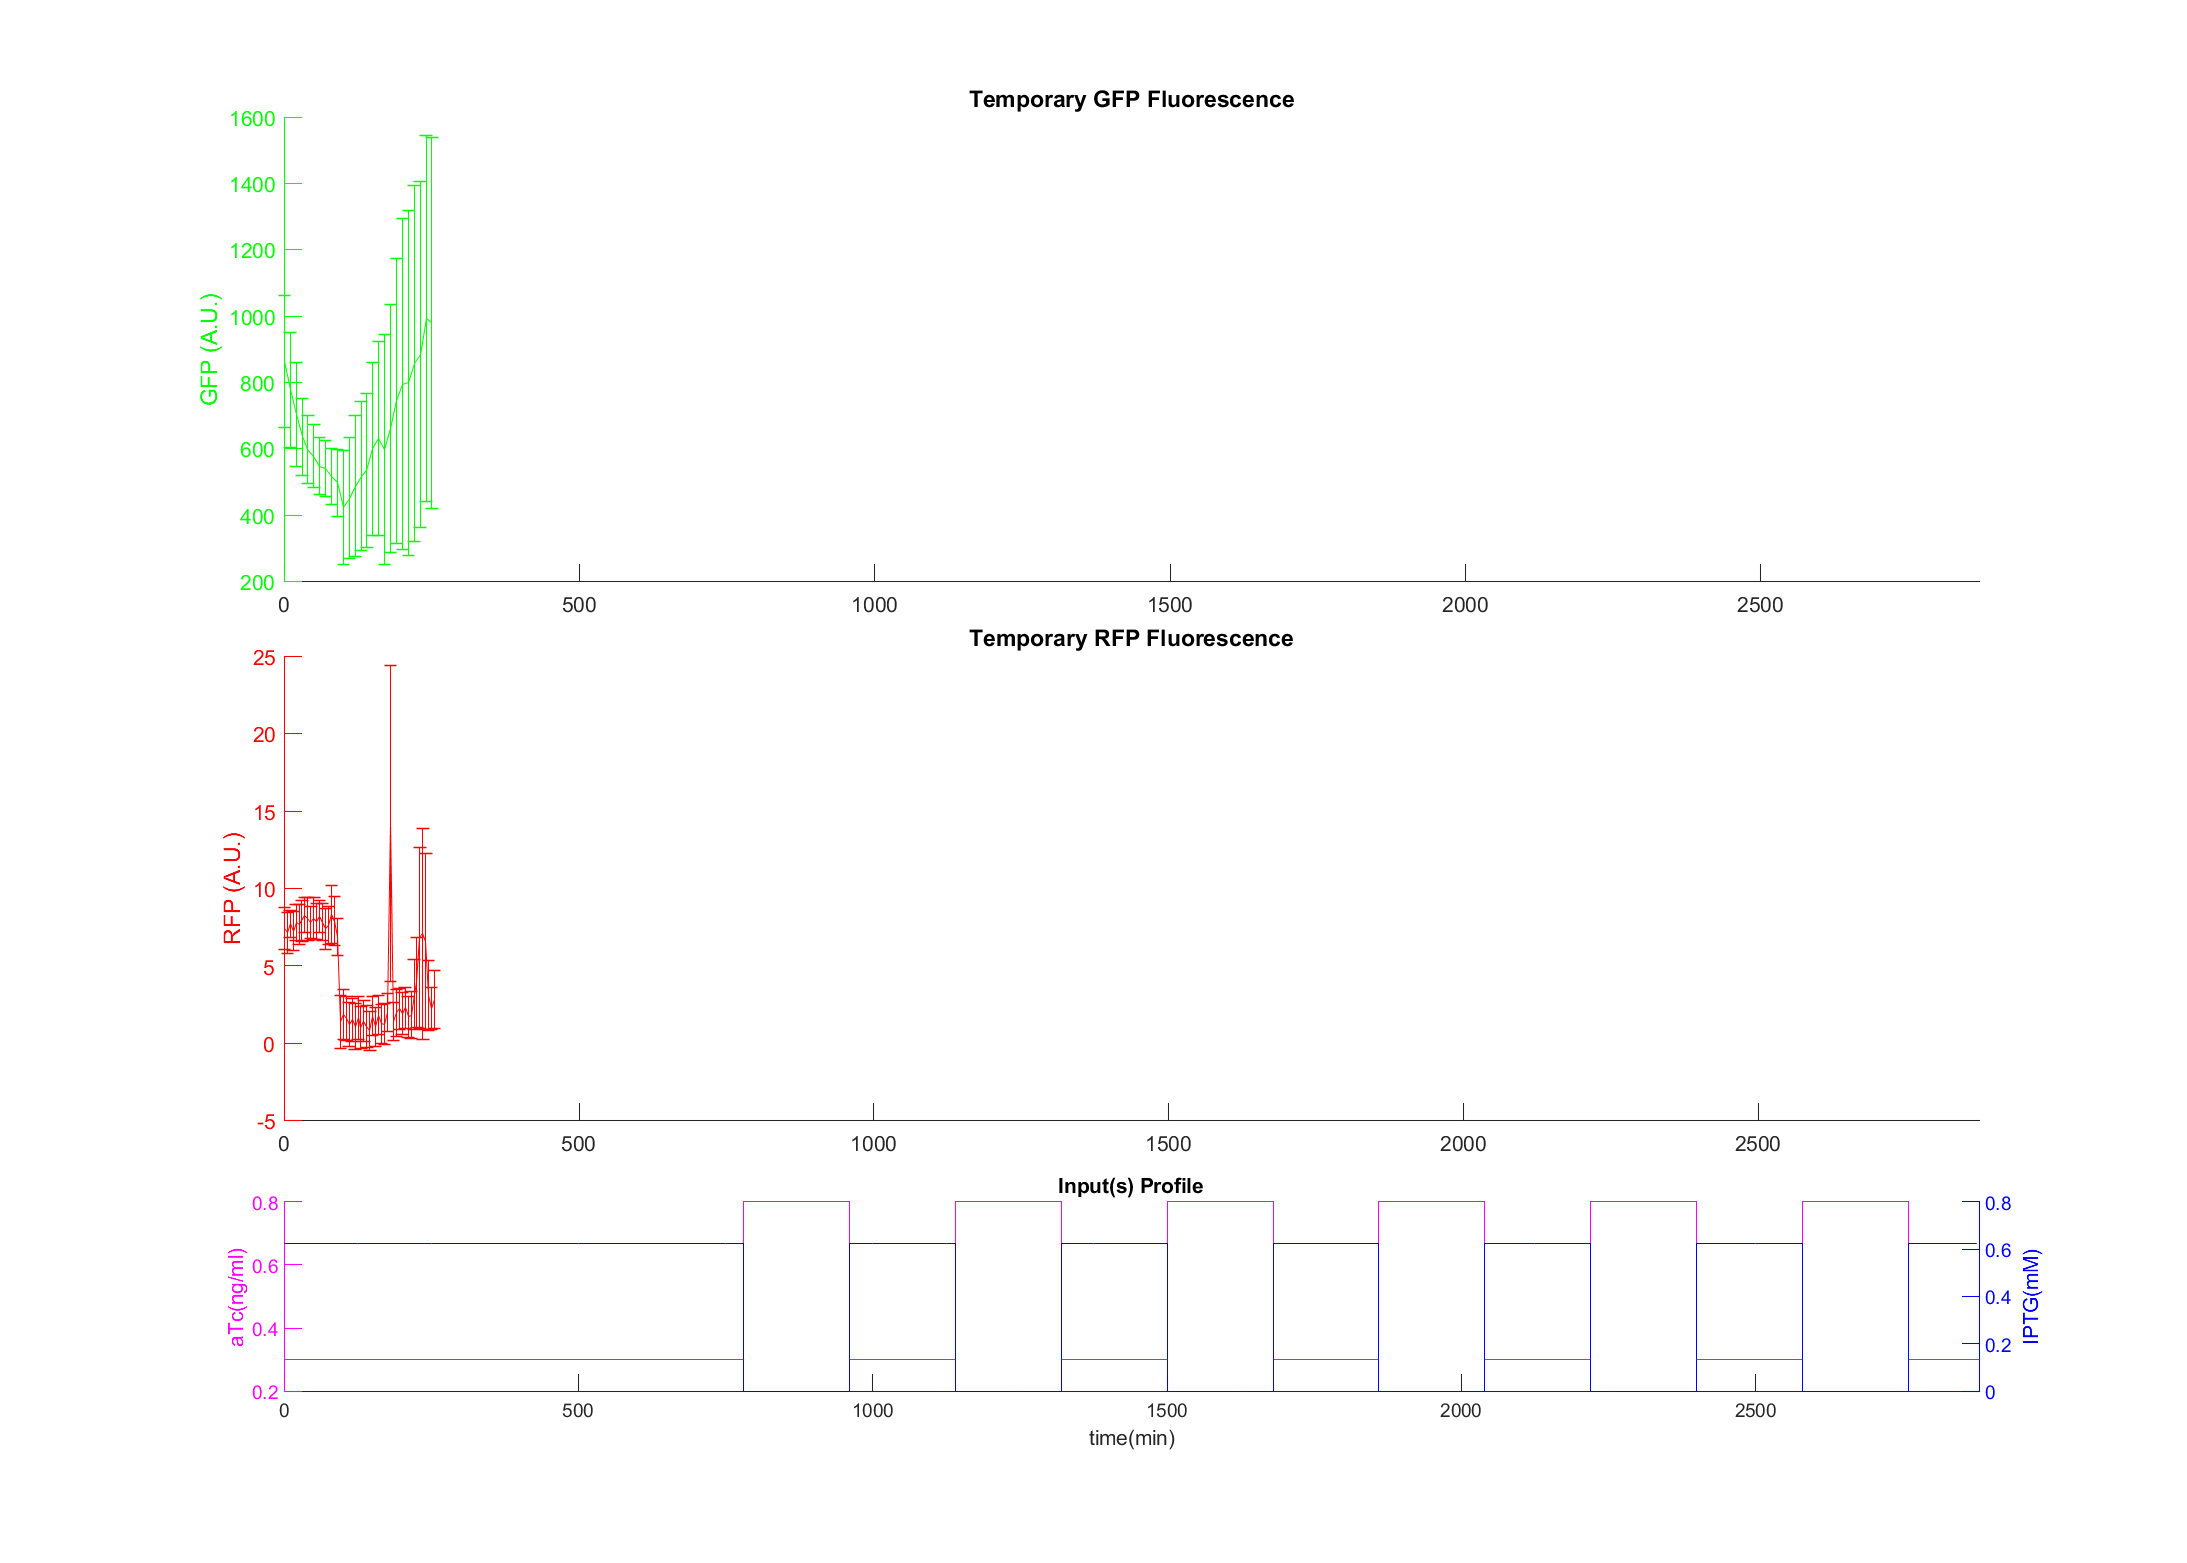 Temporary GFP Fluorescence
GFP (A.U.)
1600
1400
1200
1000
800
600
400
200
0 500 1000 1500 2000 2500
Temporary RFP Fluorescence
RFP (A.U.)
25
20
15
10
5
0
-5
0 500 1000 1500 2000 2500
Input(s) Profile
aTc(ng/ml)
0.8
0.6
0.4
0.2
0.8
0.6
0.4
0.2
0
IPTG(mM)
0 500 1000 1500 2000 2500
time(min)